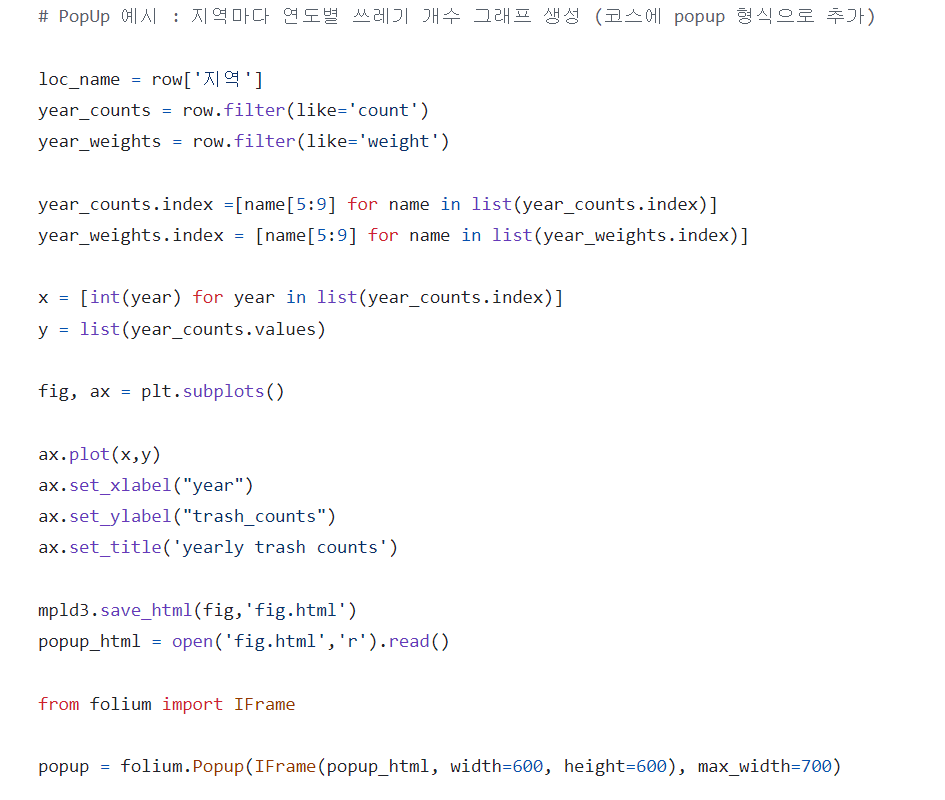 # PopUp 예시 : 지역마다 연도별 쓰레기 개수 그래프 생성 (코스에 popup 형식으로 추가)
loc_name = row['지역']
year_counts = row.filter(like='count')
year_weights = row.filter(like='weight')
year_counts.index =[name[5:9] for name in list(year_counts.index)]
year_weights.index = [name[5:9] for name in list(year_weights.index)]
x = [int(year) for year in list(year_counts.index)]
y = list(year_counts.values)
fig, ax = plt.subplots()
ax.plot(x,y)
ax.set_xlabel("year")
ax.set_ylabel("trash_counts")
ax.set_title('yearly trash counts')
mpld3.save_html(fig,'fig.html')
popup_html = open('fig.html','r').read()
from folium import IFrame
popup = folium.Popup(IFrame(popup_html, width=600, height=600), max_width=700)